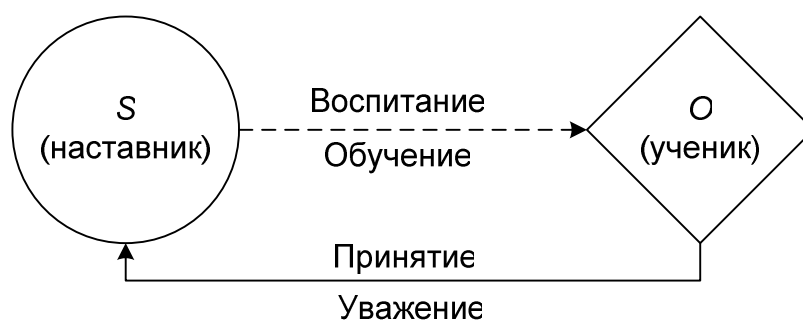 S
(наставник)
Воспитание
Обучение
O
(ученик)
Принятие
Уважение